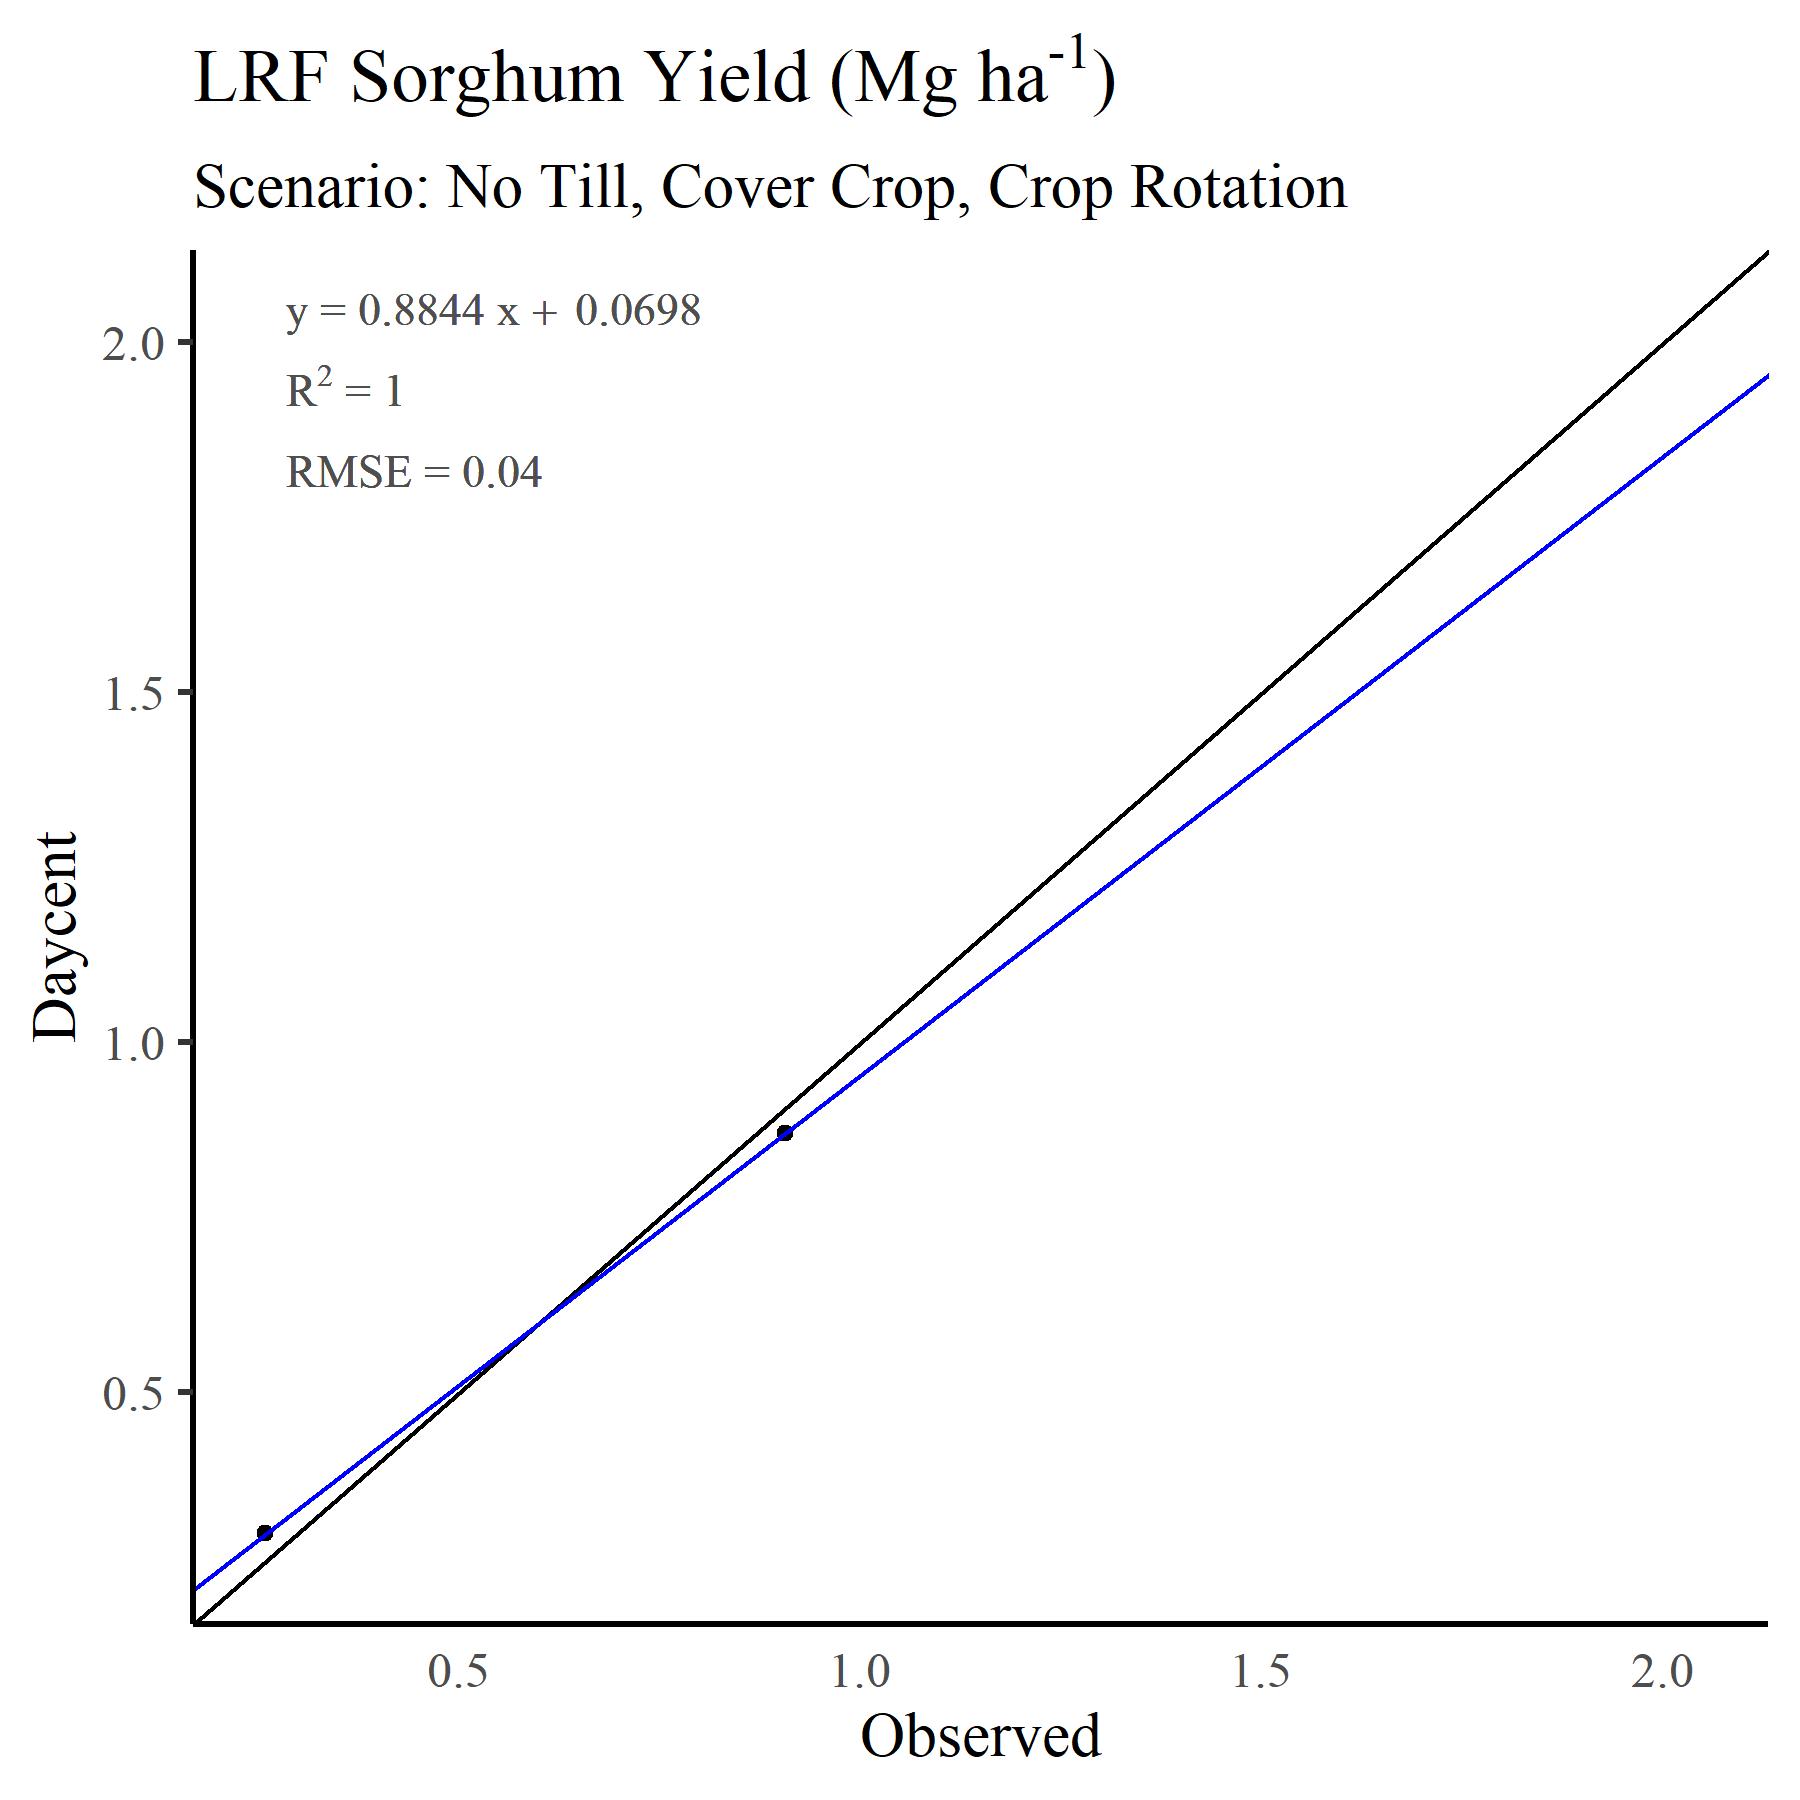 LRF Sorghum Yield (Mg ha⁻¹)
Scenario: No Till, Cover Crop, Crop Rotation
y = 0.8844 x + 0.0698
R² = 1
RMSE = 0.04
2.0
1.5
1.0
0.5
Daycent
0.5 1.0 1.5 2.0
Observed